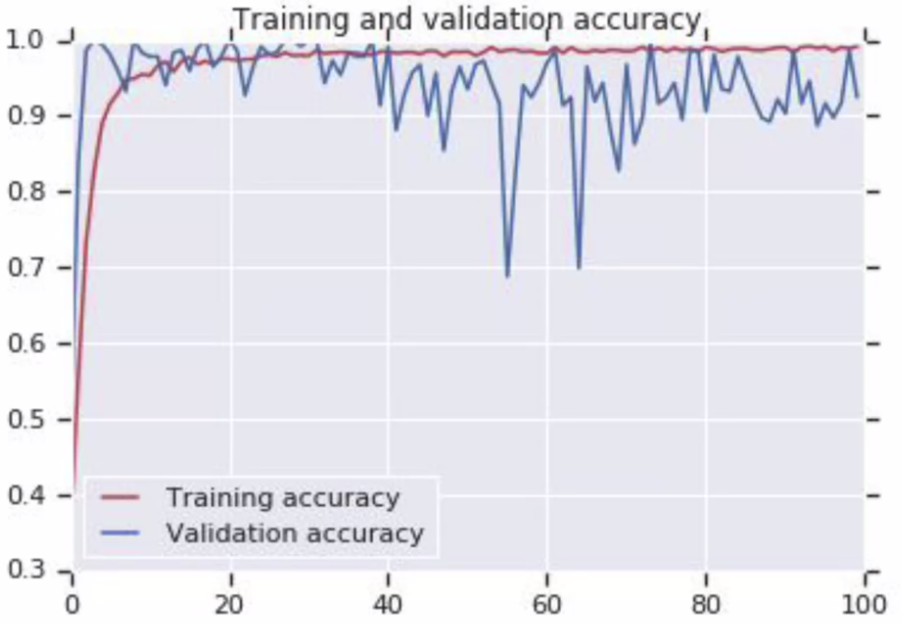 Training and validation accuracy
1.0
0.9
0.8
0.7
0.6
0.5
0.4
0.3
Training accuracy
Validation accuracy
0 20 40 60 80 100